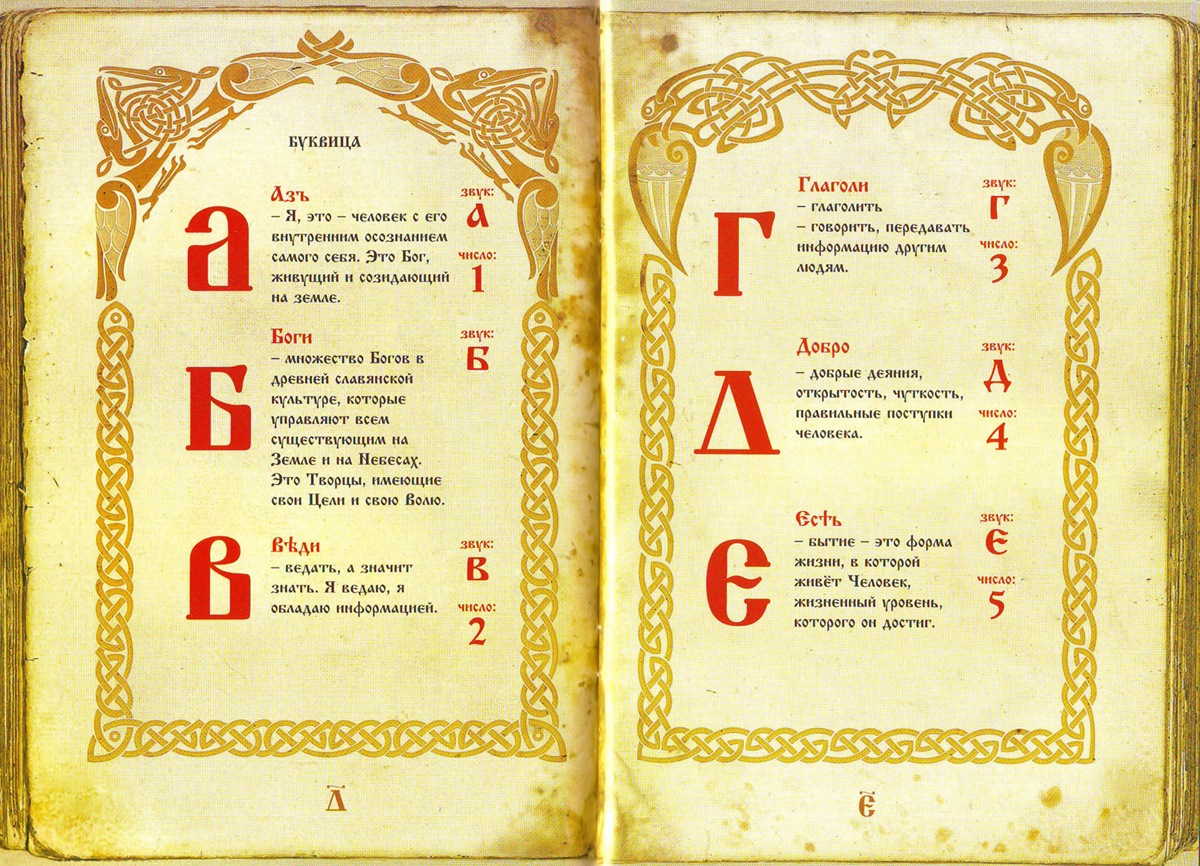 БУКВИЦА
А
Азъ
– Я, это – человек с его
внутренним осознанием
самого себя. Это Бог,
живущий и созидающий
на земле.
звук:
А
число:
1
Б
Боги
– множество Богов в
древней славянской
культуре, которые
управляют всем
существующим на
Земле и на Небесах.
Это Творцы, имеющие
свои Цели и свою Волю.
звук:
Б
В
Вѣди
– ведать, а значит
знать. Я ведаю, я
обладаю информацией.
звук:
В
число:
2
Д҃
Г
Глаголи
– глаголить
– говорить, передавать
информацию другим
людям.
звук:
Г
число:
3
Д
Добро
– добрые деяния,
открытость, чуткость,
правильные поступки
человека.
звук:
Д
число:
4
Е
Есть
– бытие – это форма
жизни, в которой
живёт Человек,
жизненный уровень,
которого он достиг.
звук:
Е
число:
5
Є҃